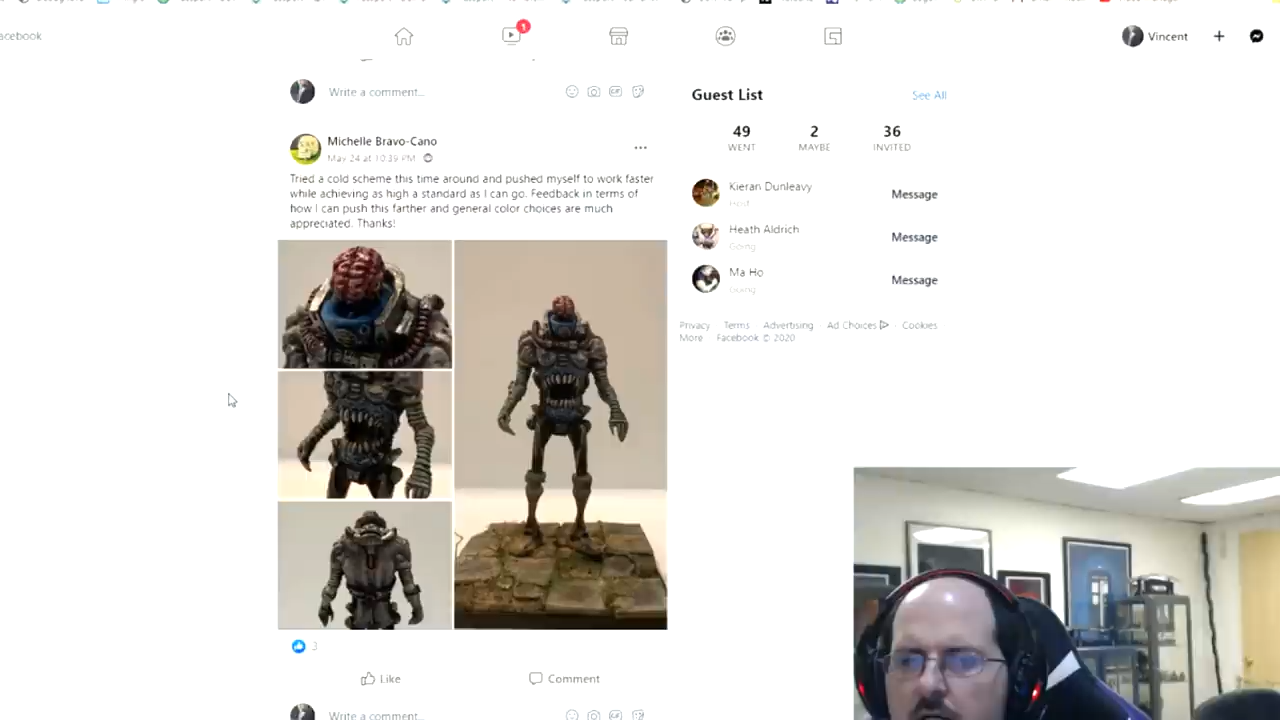 acebook
1
Vincent
Write a comment...
GIF
Guest List
See All
49
2
36
WENT
MAYBE
INVITED
Michelle Bravo-Cano
May 24 at 10:39 PM
Tried a cold scheme this time around and pushed myself to work faster
while achieving as high a standard as I can go. Feedback in terms of
how I can push this farther and general color choices are much
appreciated. Thanks!
Kieran Dunleavy
Host
Message
Heath Aldrich
Going
Message
Ma Ho
Going
Message
Privacy Terms Advertising Ad Choices Cookies
More Facebook © 2020
3
Like
Comment
Write a comment...
GIF